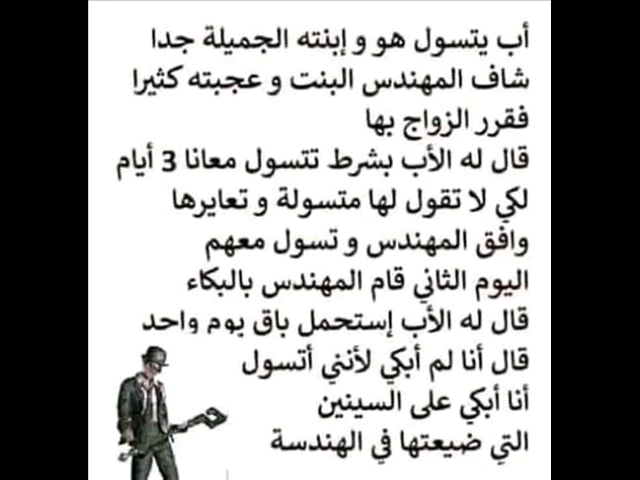 أب يتسول هو و إبنته الجميلة جدا
شاف المهندس البنت و عجبته كثيرا
فقرر الزواج بها
قال له الأب بشرط تتسول معانا 3 أيام
لكي لا تقول لها متسولة و تعايرها
وافق المهندس و تسول معهم
اليوم الثاني قام المهندس بالبكاء
قال له الأب إستحمل باق يوم واحد
قال أنا لم أبكي لأنني أتسول
أنا أبكي على السينين
التي ضيعتها في الهندسة